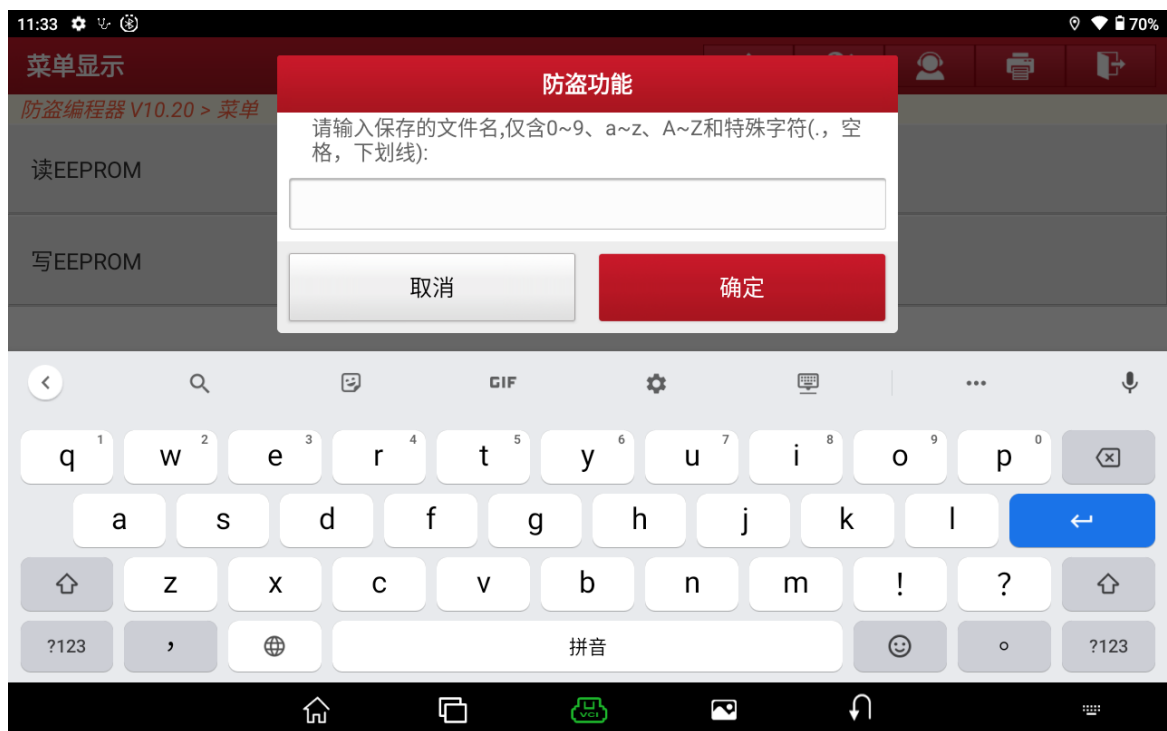 11:33 70%
菜单显示
防盗编程器 V10.20 > 菜单
读EEPROM
写EEPROM
防盗功能
请输入保存的文件名,仅含0~9、a~z、A~Z和特殊字符(.，空
格，下划线):
取消 确定
GIF
q 1 w 2 e 3 r 4 t 5 y 6 u 7 i 8 o 9 p 0
a s d f g h j k l
z x c v b n m ! ?
?123 ， 拼音 。 ?123
VCI